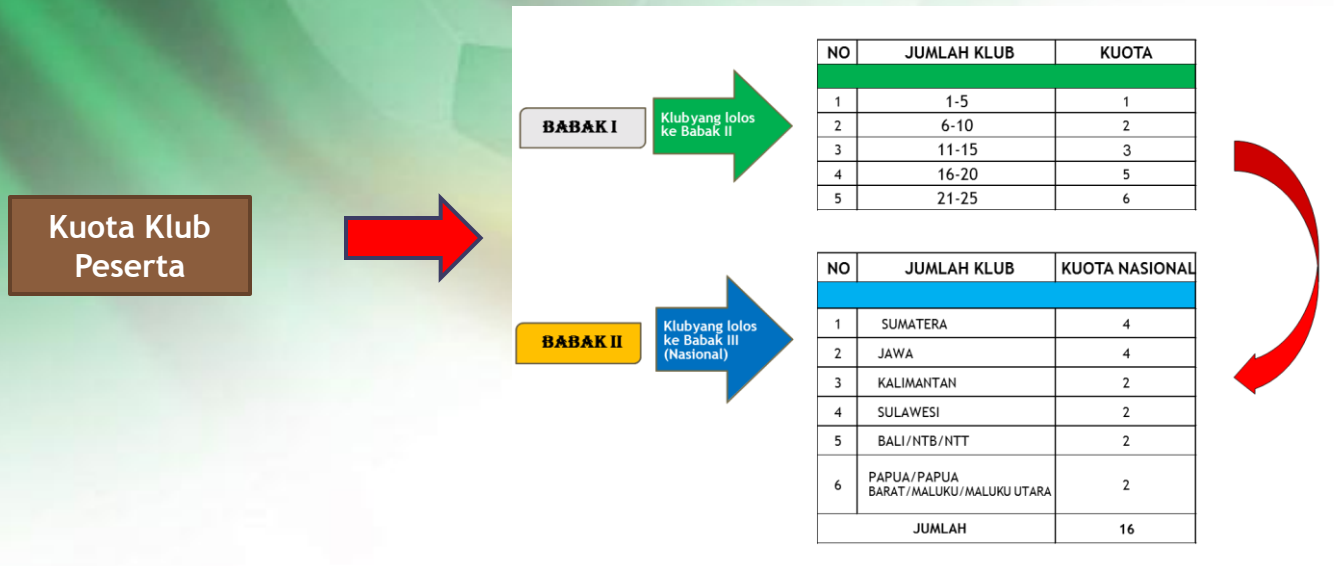 Kuota Klub
Peserta
BABAK I
Klubyang lolos
ke Babak II
NO JUMLAH KLUB KUOTA
1 1-5 1
2 6-10 2
3 11-15 3
4 16-20 5
5 21-25 6
BABAK II
Klubyang lolos
ke Babak III
(Nasional)
NO JUMLAH KLUB KUOTA NASIONAL
1 SUMATERA 4
2 JAWA 4
3 KALIMANTAN 2
4 SULAWESI 2
5 BALI/NTB/NTT 2
6 PAPUA/PAPUA
BARAT/MALUKU/MALUKU UTARA 2
JUMLAH 16